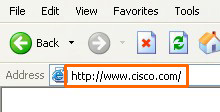 File Edit View Favorites Tools
Back
Address http://www.cisco.com/